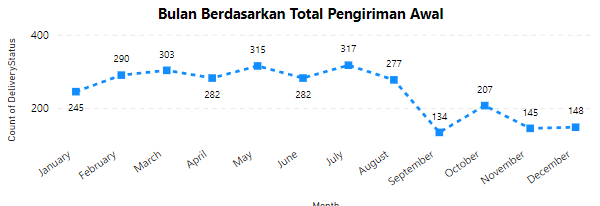 Bulan Berdasarkan Total Pengiriman Awal
Count of DeliveryStatus
400
200
245
290
303
282
315
282
317
277
134
207
145
148
January
February
March
April
May
June
July
August
September
October
November
December
Month